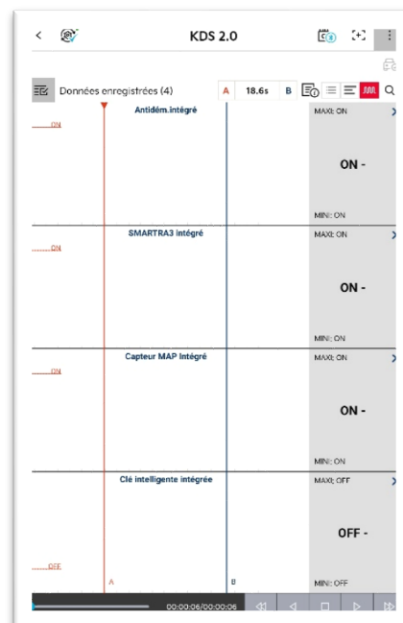 KDS 2.0
Données enregistrées (4) A 18.6s B
Antidém.intégré MAXI; ON
ON
ON -
MINI: ON
SMARTRA3 intégré MAXI; ON
ON
ON -
MINI: ON
Capteur MAP Intégré MAXI; ON
ON
ON -
MINI: ON
Clé intelligente intégrée MAXI; OFF
OFF -
OFF
A B MINI: OFF
00:00:06/00:00:06